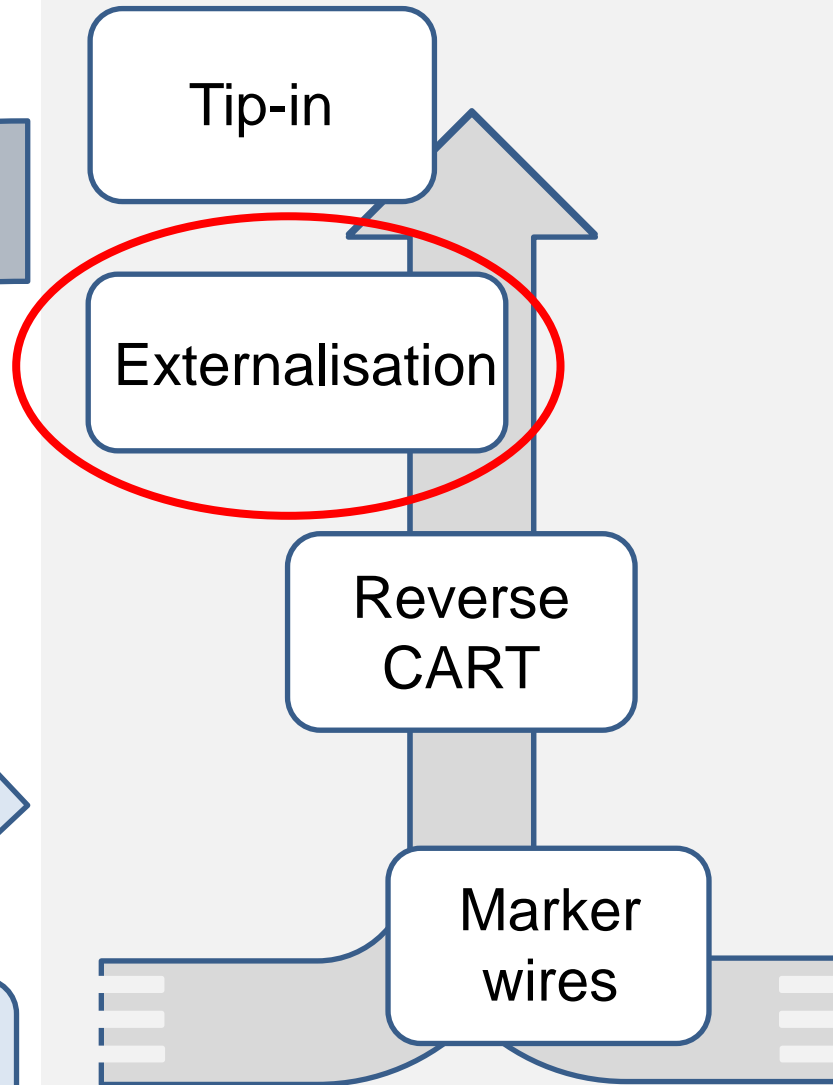 Tip-in
Externalisation
Reverse
CART
Marker
wires